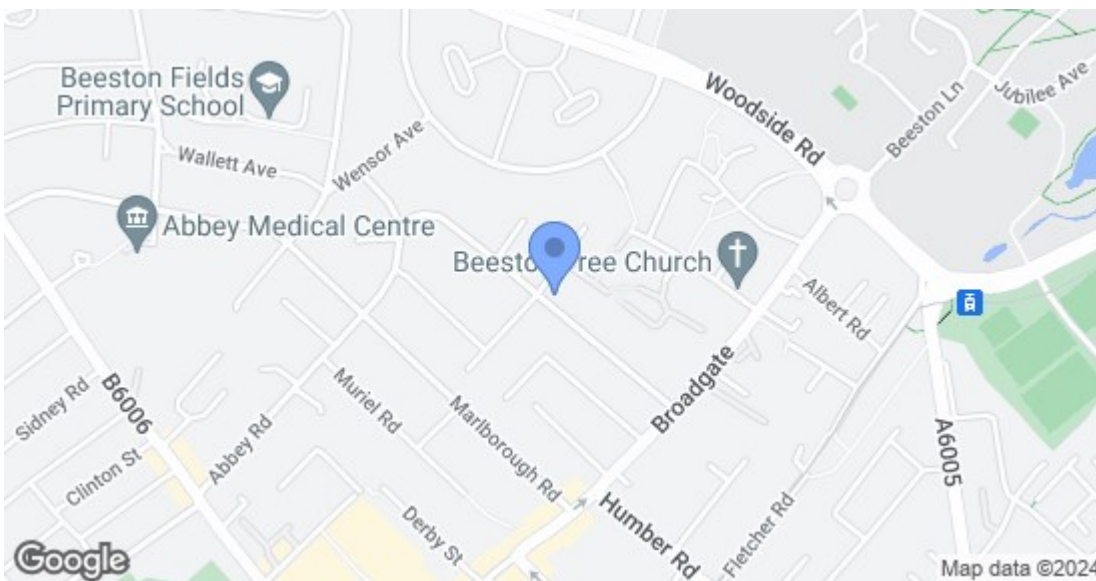 Beeston Fields
Primary School
Woodside Rd
Beeston Ln
Jubilee Ave
Wallett Ave
Wensor Ave
Abbey Medical Centre
Free Church
Albert Rd
Broadgate
B6006
Sidney Rd
Clinton St
Abbey Rd
Muriel Rd
Marlborough Rd
Derby St
Humber Rd
Fletcher Rd
A6005
Google
Map data ©2024